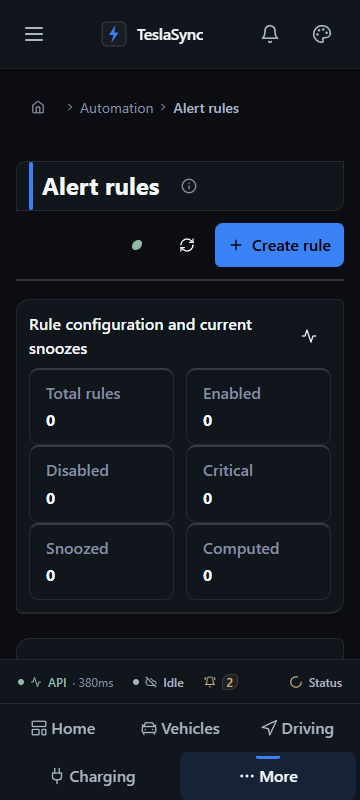 TeslaSync
Automation
Alert rules
Alert rules
Create rule
Rule configuration and current
snoozes
Total rules
0
Enabled
0
Disabled
0
Critical
0
Snoozed
0
Computed
0
API · 380ms
Idle
2
Status
Home
Vehicles
Driving
Charging
More